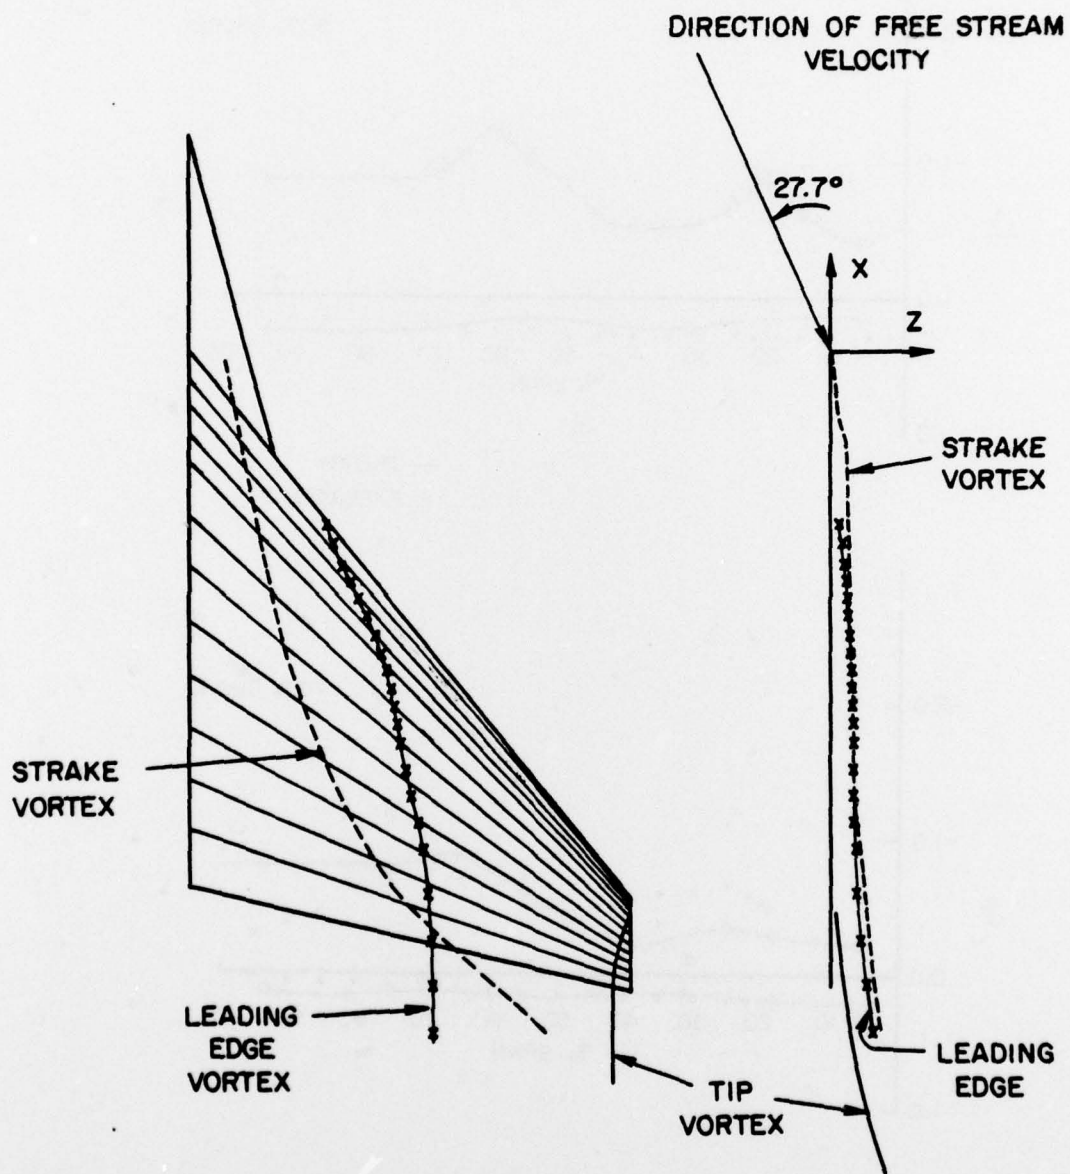 DIRECTION OF FREE STREAM
VELOCITY
27.7°
X
Z
STRAKE
VORTEX
STRAKE
VORTEX
LEADING
EDGE
VORTEX
TIP
VORTEX
LEADING
EDGE